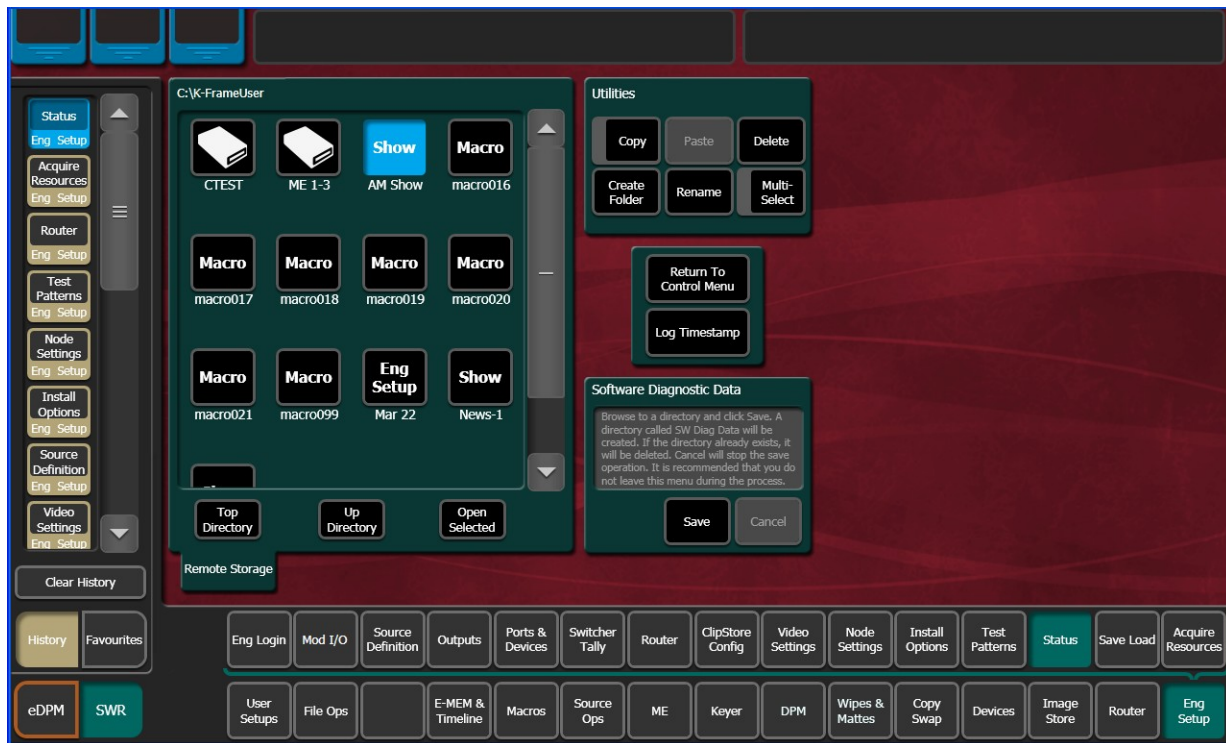 C:\K-FrameUser
Utilities
Status
Eng Setup
Acquire
Resources
Eng Setup
Router
Eng Setup
Test
Patterns
Eng Setup
Node
Settings
Eng Setup
Install
Options
Eng Setup
Source
Definition
Eng Setup
Video
Settings
Eng Setup
Clear History
History
Favourites
eDPM
SWR
CTEST
ME 1-3
Show
AM Show
Macro
macro016
Macro
macro017
Macro
macro018
Macro
macro019
Macro
macro020
Macro
macro021
Macro
macro099
Eng
Setup
Mar 22
Show
News-1
Top
Directory
Up
Directory
Open
Selected
Remote Storage
Copy
Paste
Delete
Create
Folder
Rename
Multi-
Select
Return To
Control Menu
Log Timestamp
Software Diagnostic Data
Browse to a directory and click Save. A
directory called SW Diag Data will be
created. If the directory already exists, it
will be deleted. Cancel will stop the save
operation. It is recommended that you do
not leave this menu during the process.
Save
Cancel
Eng Login
Mod I/O
Source
Definition
Outputs
Ports &
Devices
Switcher
Tally
Router
ClipStore
Config
Video
Settings
Node
Settings
Install
Options
Test
Patterns
Status
Save Load
Acquire
Resources
User
Setups
File Ops
E-MEM &
Timeline
Macros
Source
Ops
ME
Keyer
DPM
Wipes &
Mattes
Copy
Swap
Devices
Image
Store
Router
Eng
Setup